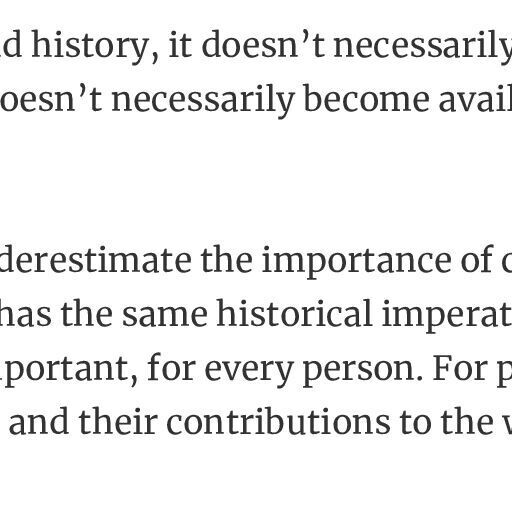 d history, it doesn’t necessarily
oesn’t necessarily become avail
derestimate the importance of
has the same historical imperat
portant, for every person. For p
and their contributions to the w